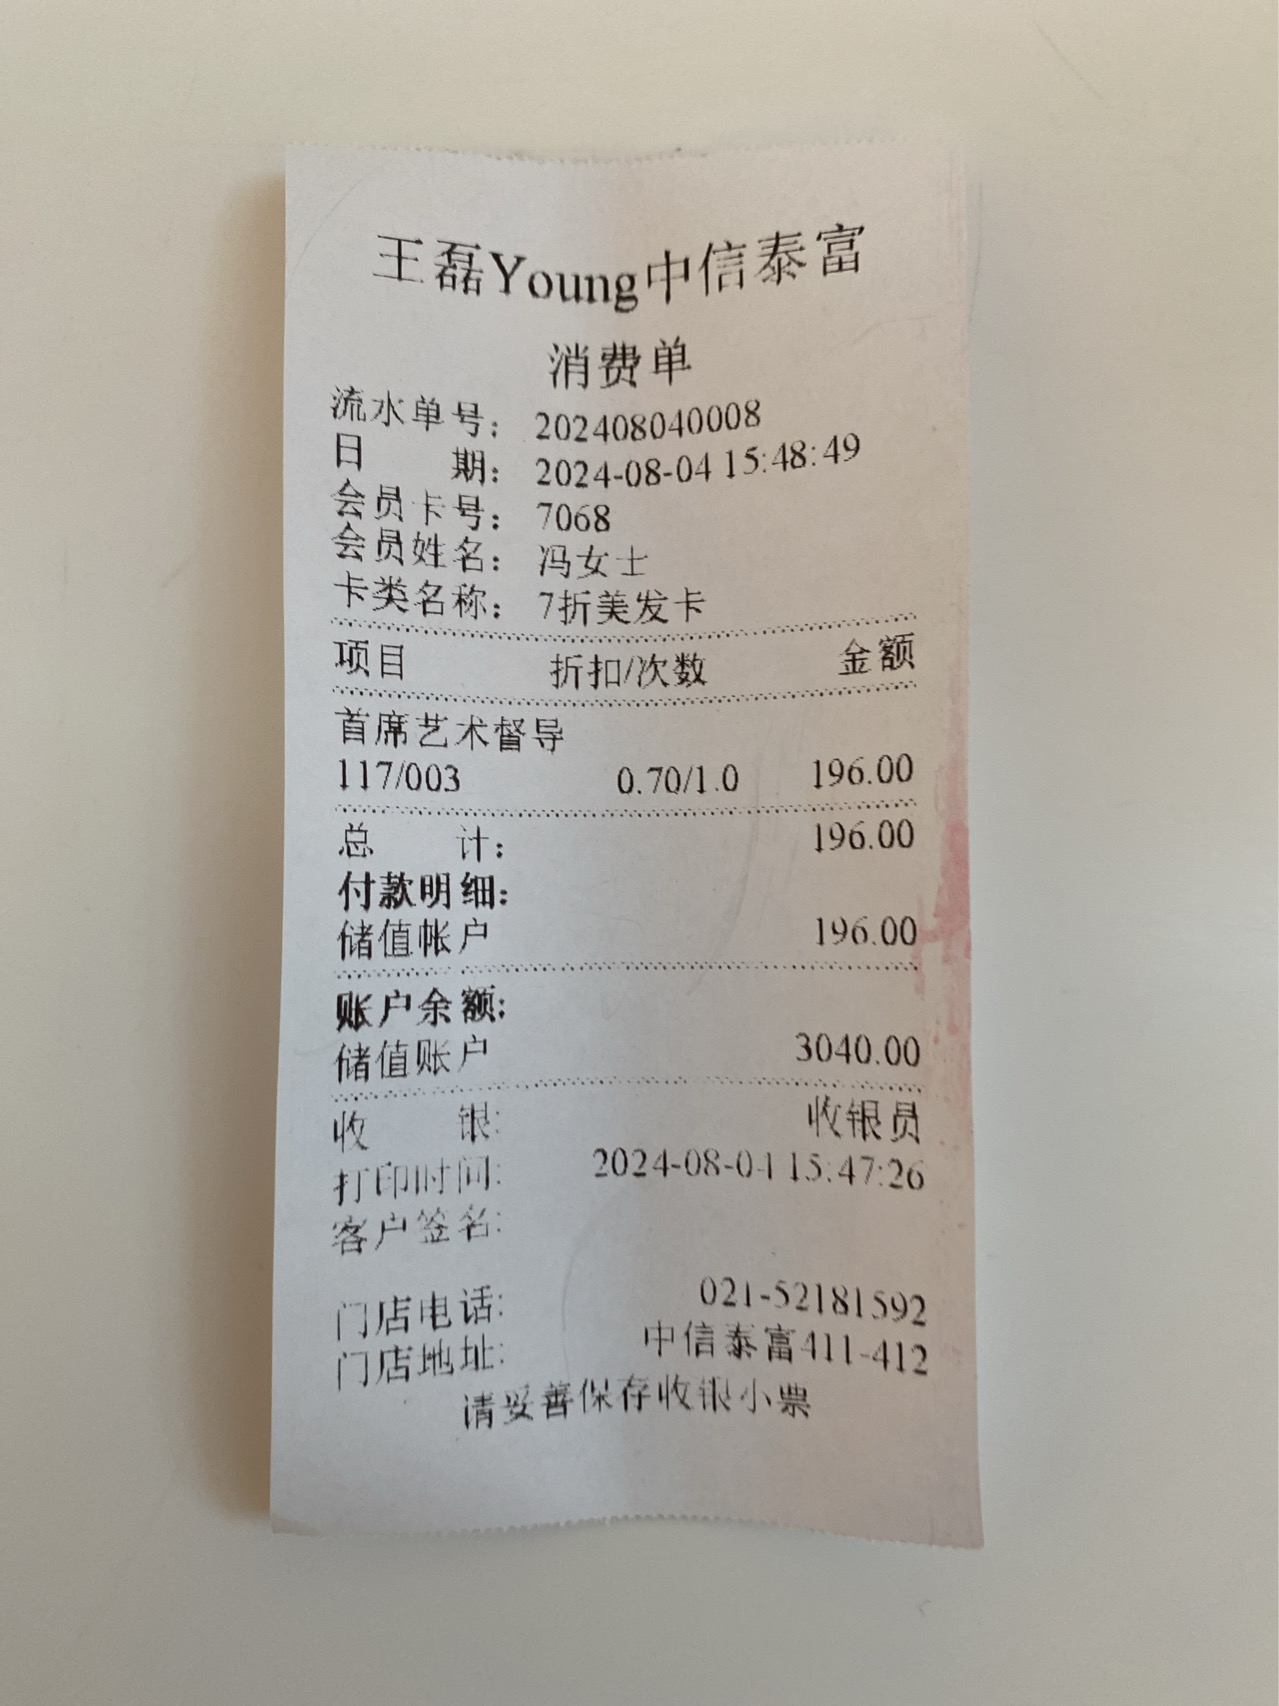 王磊Young中信泰富
消费单
流水单号： 202408040008
日 期： 2024-08-04 15:48:49
会员卡号： 7068
会员姓名： 冯女士
卡类名称： 7折美发卡
项目 折扣/次数 金额
首席艺术督导
117/003 0.70/1.0 196.00
总 计： 196.00
付款明细：
储值帐户 196.00
账户余额:
储值账户 3040.00
收 银: 收银员
打印时间: 2024-08-04 15:47:26
客户签名:
门店电话: 021-52181592
门店地址: 中信泰富411-412
请妥善保存收银小票